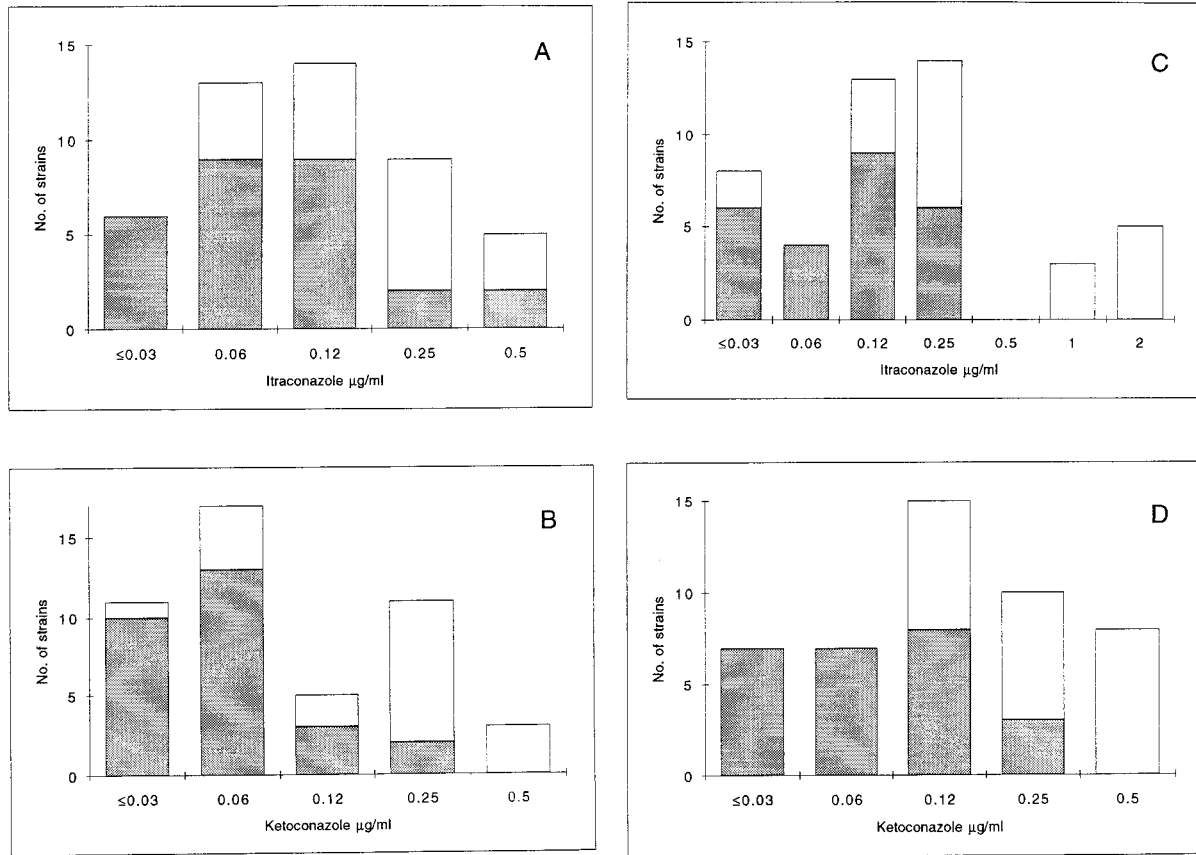 A
15
10
5
0
No. of strains
≤0.03 0.06 0.12 0.25 0.5
Itraconazole µg/ml
C
15
10
5
0
No. of strains
≤0.03 0.06 0.12 0.25 0.5 1 2
Itraconazole µg/ml
B
15
10
5
0
No. of strains
≤0.03 0.06 0.12 0.25 0.5
Ketoconazole µg/ml
D
15
10
5
0
No. of strains
≤0.03 0.06 0.12 0.25 0.5
Ketoconazole µg/ml